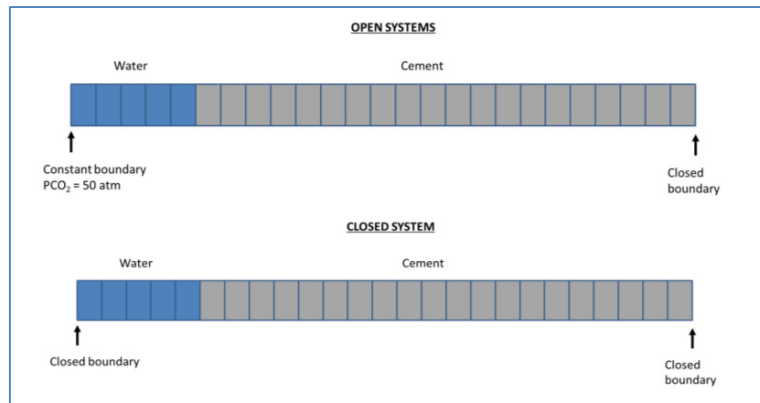 OPEN SYSTEMS
Water Cement
Constant boundary
PCO₂ = 50 atm
Closed
boundary
CLOSED SYSTEM
Water Cement
Closed boundary
Closed
boundary